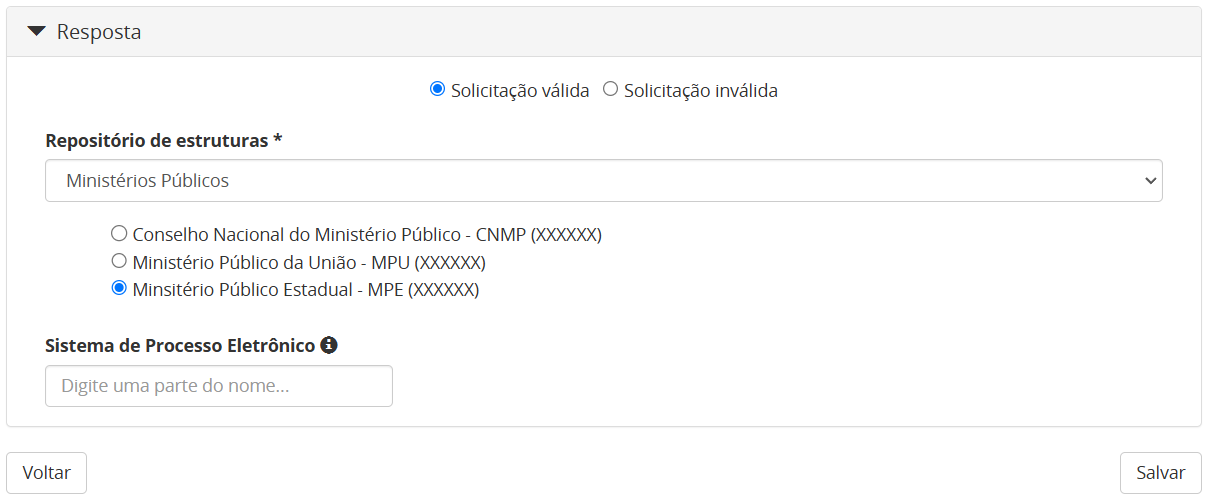 Resposta
Solicitação válida Solicitação inválida
Repositório de estruturas *
Ministérios Públicos
Conselho Nacional do Ministério Público - CNMP (XXXXXX)
Ministério Público da União - MPU (XXXXXX)
Minsitério Público Estadual - MPE (XXXXXX)
Sistema de Processo Eletrônico
Digite uma parte do nome...
Voltar Salvar